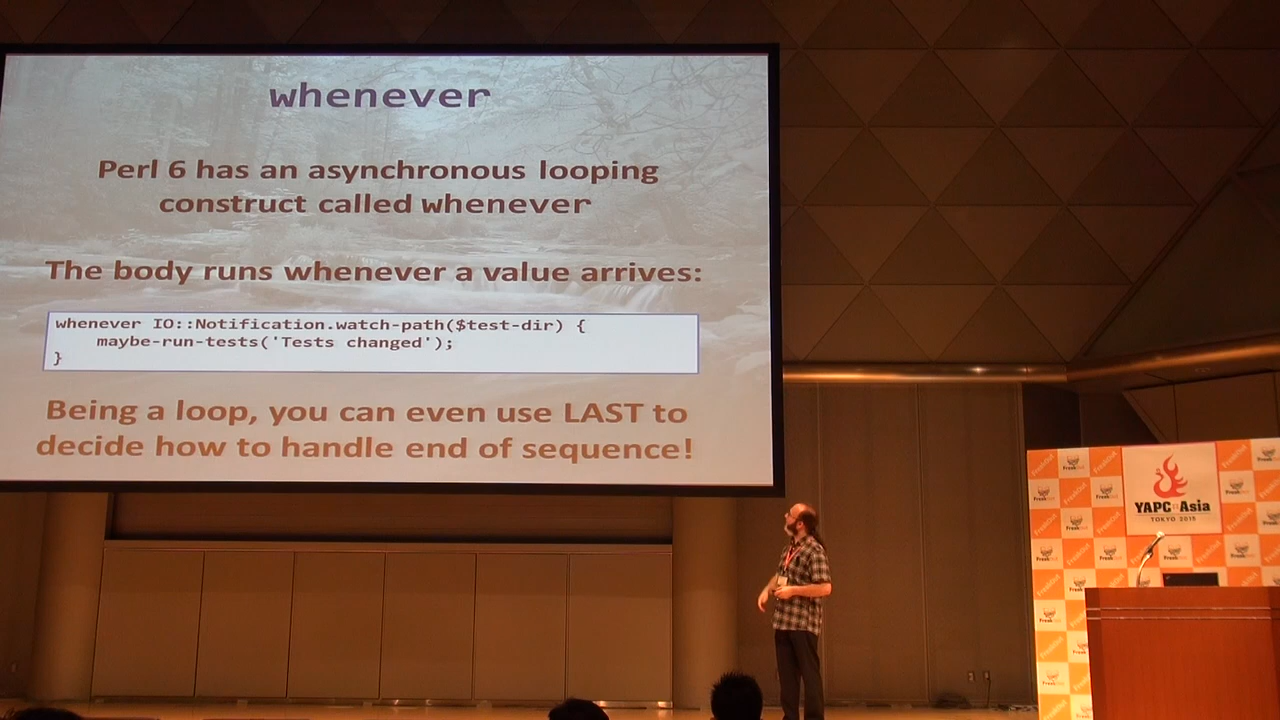 whenever
Perl 6 has an asynchronous looping
construct called whenever
The body runs whenever a value arrives:
whenever IO::Notification.watch-path($test-dir) {
    maybe-run-tests('Tests changed');
}
Being a loop, you can even use LAST to
decide how to handle end of sequence!
YAPC::Asia
TOKYO 2015
FreakOut